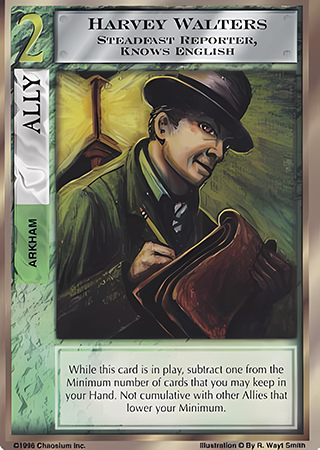 2
HARVEY WALTERS
STEADFAST REPORTER,
KNOWS ENGLISH
ALLY
ARKHAM
While this card is in play, subtract one from the
Minimum number of cards that you may keep in
your Hand. Not cumulative with other Allies that
lower your Minimum.
©1996 Chaosium Inc.
Illustration © By R. Wayt Smith